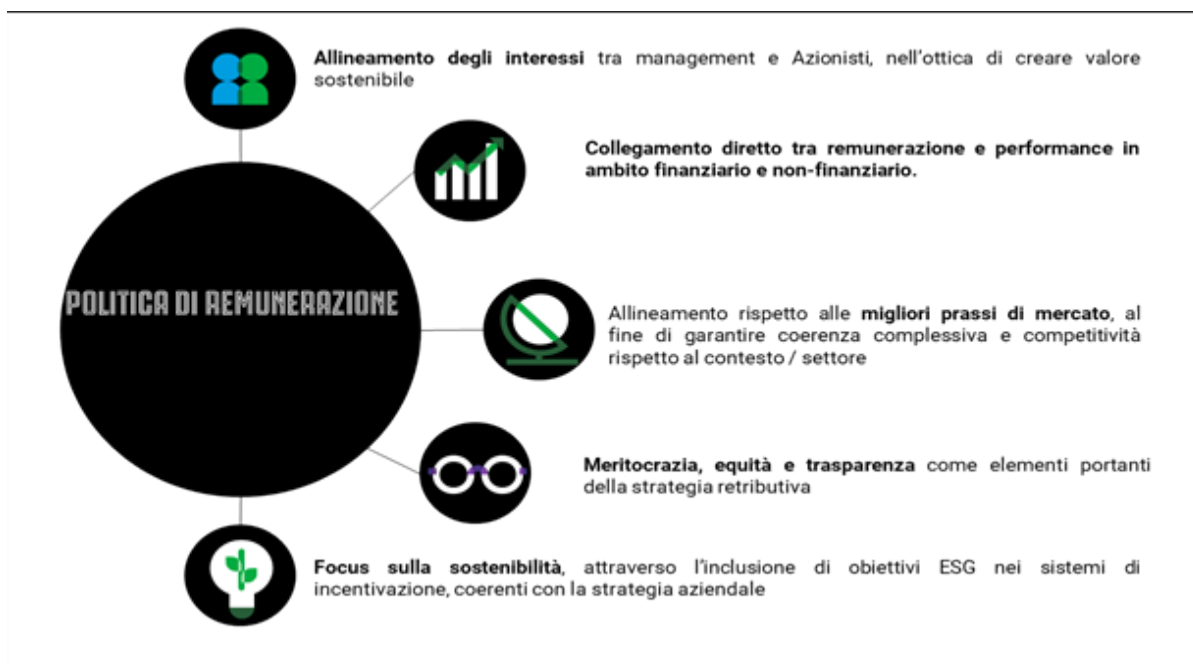 Allineamento degli interessi tra management e Azionisti, nell'ottica di creare valore
sostenibile
Collegamento diretto tra remunerazione e performance in
ambito finanziario e non-finanziario.
POLITICA DI REMUNERAZIONE
Allineamento rispetto alle migliori prassi di mercato, al
fine di garantire coerenza complessiva e competitività
rispetto al contesto / settore
Meritocrazia, equità e trasparenza come elementi portanti
della strategia retributiva
Focus sulla sostenibilità, attraverso l'inclusione di obiettivi ESG nei sistemi di
incentivazione, coerenti con la strategia aziendale